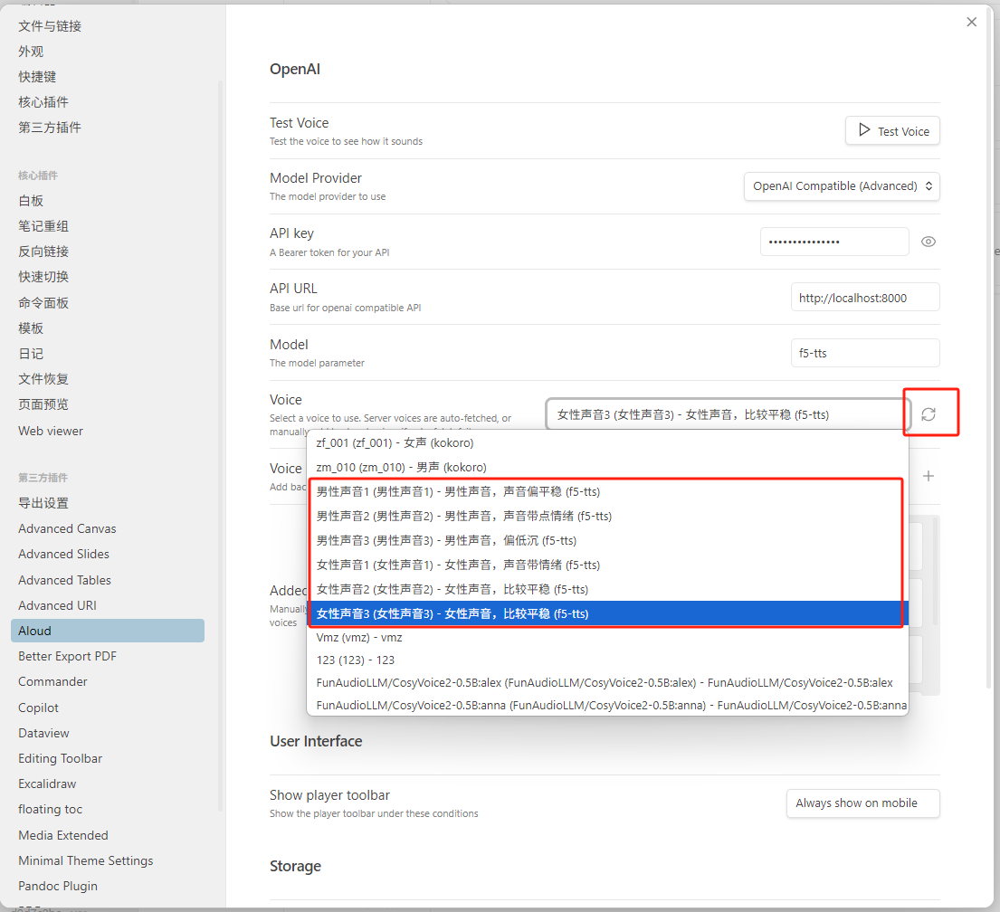 文件与链接
外观
快捷键
核心插件
第三方插件
核心插件
白板
笔记重组
反向链接
快速切换
命令面板
模板
日记
文件恢复
页面预览
Web viewer
第三方插件
导出设置
Advanced Canvas
Advanced Slides
Advanced Tables
Advanced URI
Aloud
Better Export PDF
Commander
Copilot
Dataview
Editing Toolbar
Excalidraw
floating toc
Media Extended
Minimal Theme Settings
Pandoc Plugin
OpenAI
Test Voice
Test the voice to see how it sounds
Test Voice
Model Provider
The model provider to use
OpenAI Compatible (Advanced)
API key
A Bearer token for your API
•••••••••••••••
API URL
Base url for openai compatible API
http://localhost:8000
Model
The model parameter
f5-tts
Voice
Select a voice to use. Server voices are auto-fetched, or
女性声音3 (女性声音3) - 女性声音，比较平稳 (f5-tts)
zf_001 (zf_001) - 女声 (kokoro)
zm_010 (zm_010) - 男声 (kokoro)
男性声音1 (男性声音1) - 男性声音，声音偏平稳 (f5-tts)
男性声音2 (男性声音2) - 男性声音，声音带点情绪 (f5-tts)
男性声音3 (男性声音3) - 男性声音，偏低沉 (f5-tts)
女性声音1 (女性声音1) - 女性声音，声音带情绪 (f5-tts)
女性声音2 (女性声音2) - 女性声音，比较平稳 (f5-tts)
女性声音3 (女性声音3) - 女性声音，比较平稳 (f5-tts)
Vmz (vmz) - vmz
123 (123) - 123
FunAudioLLM/CosyVoice2-0.5B:alex (FunAudioLLM/CosyVoice2-0.5B:alex) - FunAudioLLM/CosyVoice2-0.5B:alex
FunAudioLLM/CosyVoice2-0.5B:anna (FunAudioLLM/CosyVoice2-0.5B:anna) - FunAudioLLM/CosyVoice2-0.5B:anna
Voice
Add
Added
voices
User Interface
Show player toolbar
Show the player toolbar under these conditions
Always show on mobile
Storage